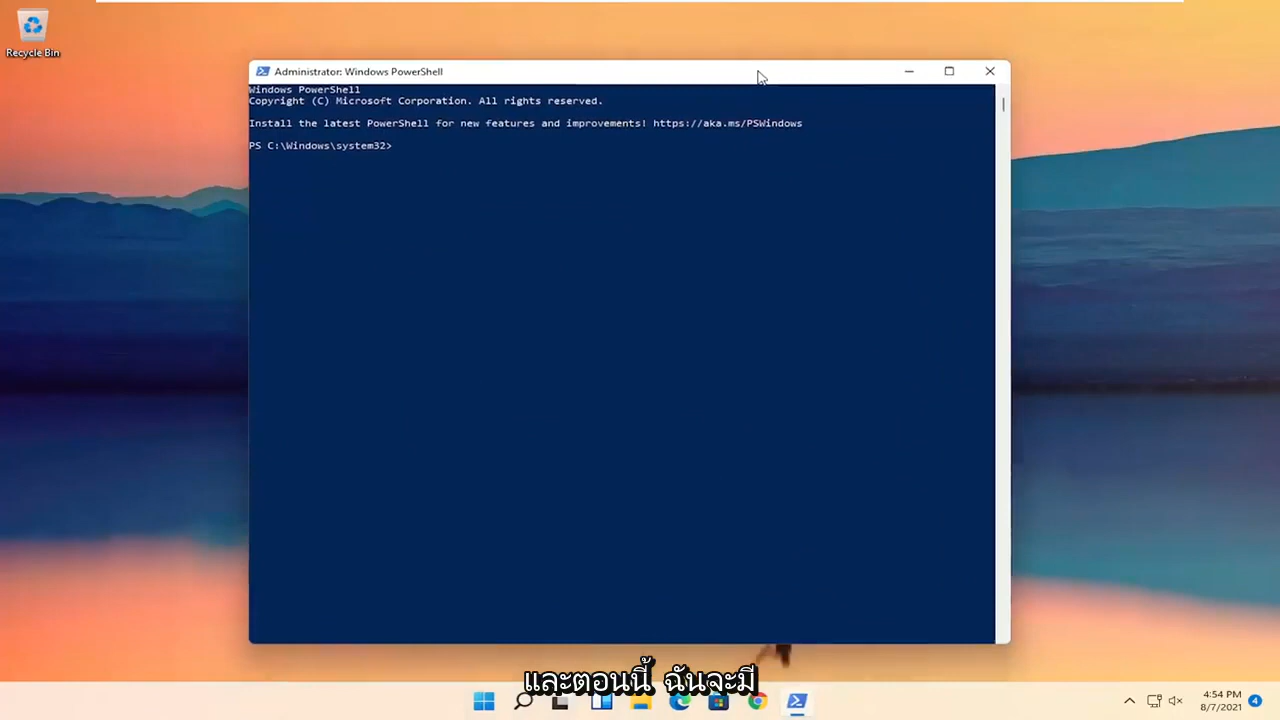 Recycle Bin
Administrator: Windows PowerShell
Windows PowerShell
Copyright (C) Microsoft Corporation. All rights reserved.
Install the latest PowerShell for new features and improvements! https://aka.ms/PSWindows
PS C:\Windows\system32>
และตอนนี้ ฉันจะมี
4:54 PM
8/7/2021
4